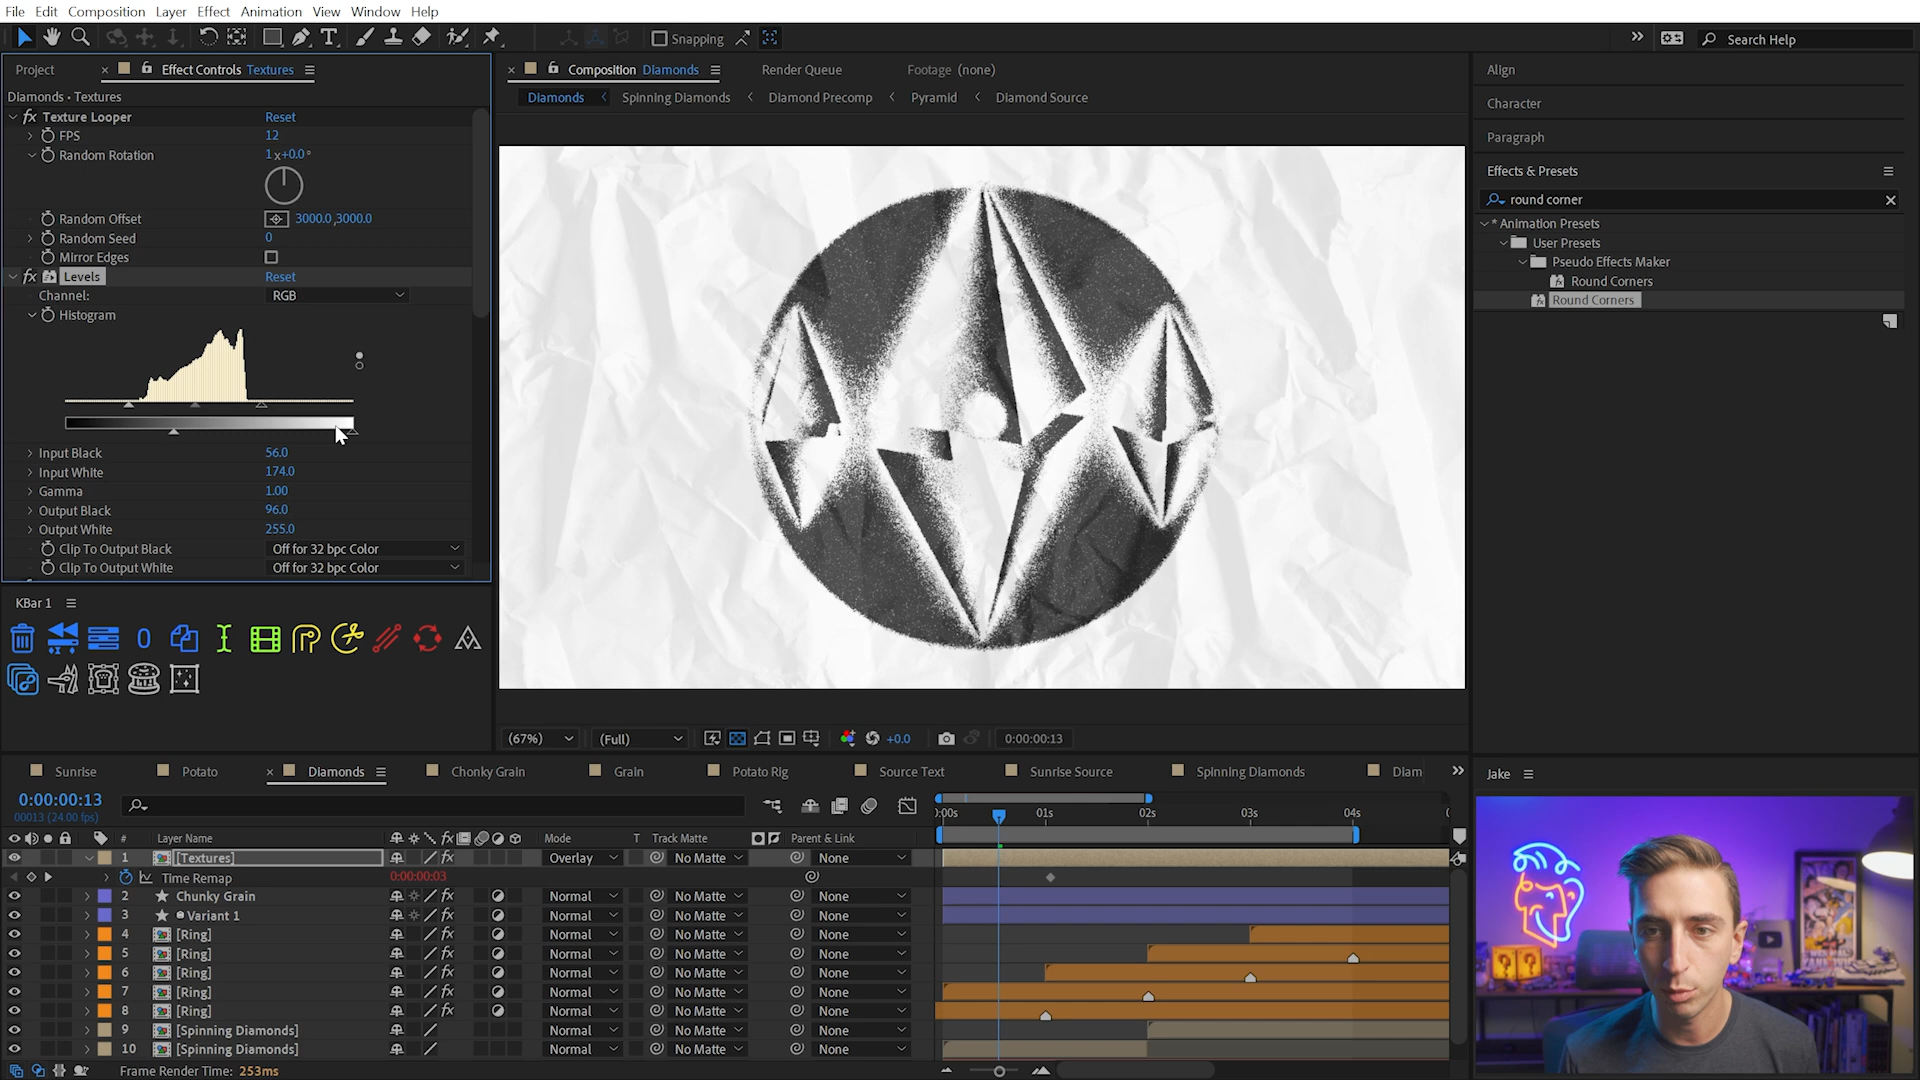 File Edit Composition Layer Effect Animation View Window Help
Snapping
Search Help
Project × Effect Controls Textures
Diamonds • Textures
fx Texture Looper Reset
FPS 12
Random Rotation 1x+0.0°
Random Offset 3000.0,3000.0
Random Seed 0
Mirror Edges
fx Levels Reset
Channel: RGB
Histogram
Input Black 56.0
Input White 174.0
Gamma 1.00
Output Black 96.0
Output White 255.0
Clip To Output Black Off for 32 bpc Color
Clip To Output White Off for 32 bpc Color
KBar 1
0
× Composition Diamonds Render Queue Footage (none)
Diamonds Spinning Diamonds Diamond Precomp Pyramid Diamond Source
(67%) (Full) +0.0 0:00:00:13
Align
Character
Paragraph
Effects & Presets
round corner ×
* Animation Presets
User Presets
Pseudo Effects Maker
Round Corners
Round Corners
Sunrise Potato × Diamonds Chonky Grain Grain Potato Rig Source Text Sunrise Source Spinning Diamonds Diam
0:00:00:13
00013 (24.00 fps)
:00s 01s 02s 03s 04s
# Layer Name fx Mode T Track Matte Parent & Link
1 [Textures] fx Overlay No Matte None
Time Remap 0:00:00:03
2 Chunky Grain fx Normal No Matte None
3 Variant 1 fx Normal No Matte None
4 [Ring] fx Normal No Matte None
5 [Ring] fx Normal No Matte None
6 [Ring] fx Normal No Matte None
7 [Ring] fx Normal No Matte None
8 [Ring] fx Normal No Matte None
9 [Spinning Diamonds] Normal No Matte None
10 [Spinning Diamonds] Normal No Matte None
Frame Render Time: 253ms
Jake